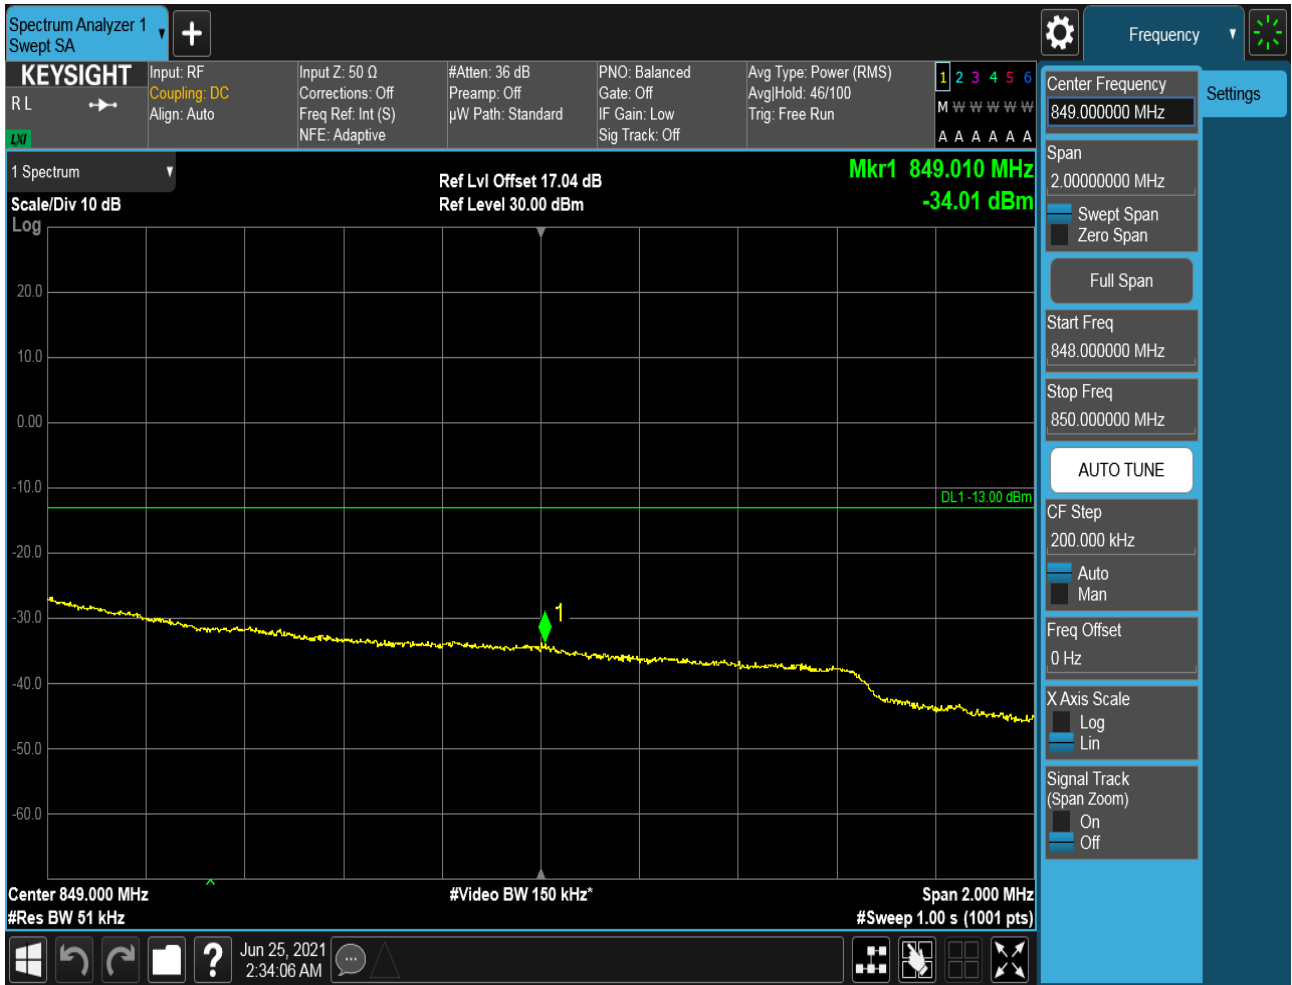 Spectrum Analyzer 1
Swept SA
Frequency
KEYSIGHT
R L
LXI
Input: RF
Coupling: DC
Align: Auto
Input Z: 50 Ω
Corrections: Off
Freq Ref: Int (S)
NFE: Adaptive
#Atten: 36 dB
Preamp: Off
µW Path: Standard
PNO: Balanced
Gate: Off
IF Gain: Low
Sig Track: Off
Avg Type: Power (RMS)
Avg|Hold: 46/100
Trig: Free Run
1 2 3 4 5 6
M W W W W W
A A A A A A
1 Spectrum
Scale/Div 10 dB
Log
Ref Lvl Offset 17.04 dB
Ref Level 30.00 dBm
Mkr1 849.010 MHz
-34.01 dBm
20.0
10.0
0.00
-10.0
DL1 -13.00 dBm
-20.0
1
-30.0
-40.0
-50.0
-60.0
Center 849.000 MHz
#Video BW 150 kHz*
Span 2.000 MHz
#Res BW 51 kHz
#Sweep 1.00 s (1001 pts)
Jun 25, 2021
2:34:06 AM
Center Frequency
849.000000 MHz
Settings
Span
2.00000000 MHz
Swept Span
Zero Span
Full Span
Start Freq
848.000000 MHz
Stop Freq
850.000000 MHz
AUTO TUNE
CF Step
200.000 kHz
Auto
Man
Freq Offset
0 Hz
X Axis Scale
Log
Lin
Signal Track
(Span Zoom)
On
Off